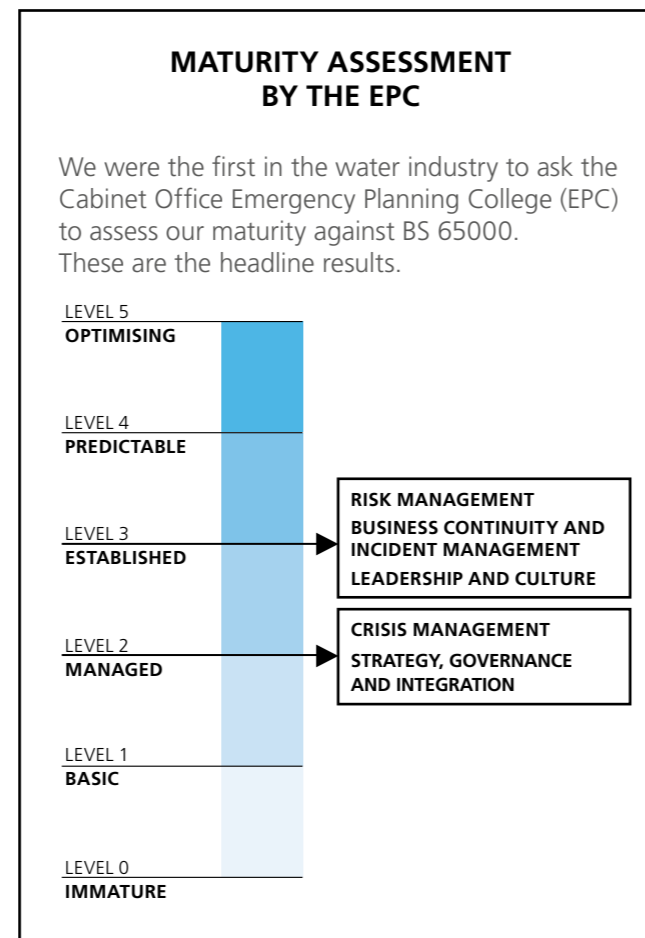 MATURITY ASSESSMENT
BY THE EPC
We were the first in the water industry to ask the
Cabinet Office Emergency Planning College (EPC)
to assess our maturity against BS 65000.
These are the headline results.
LEVEL 5
OPTIMISING
LEVEL 4
PREDICTABLE
LEVEL 3
ESTABLISHED
RISK MANAGEMENT
BUSINESS CONTINUITY AND
INCIDENT MANAGEMENT
LEADERSHIP AND CULTURE
LEVEL 2
MANAGED
CRISIS MANAGEMENT
STRATEGY, GOVERNANCE
AND INTEGRATION
LEVEL 1
BASIC
LEVEL 0
IMMATURE